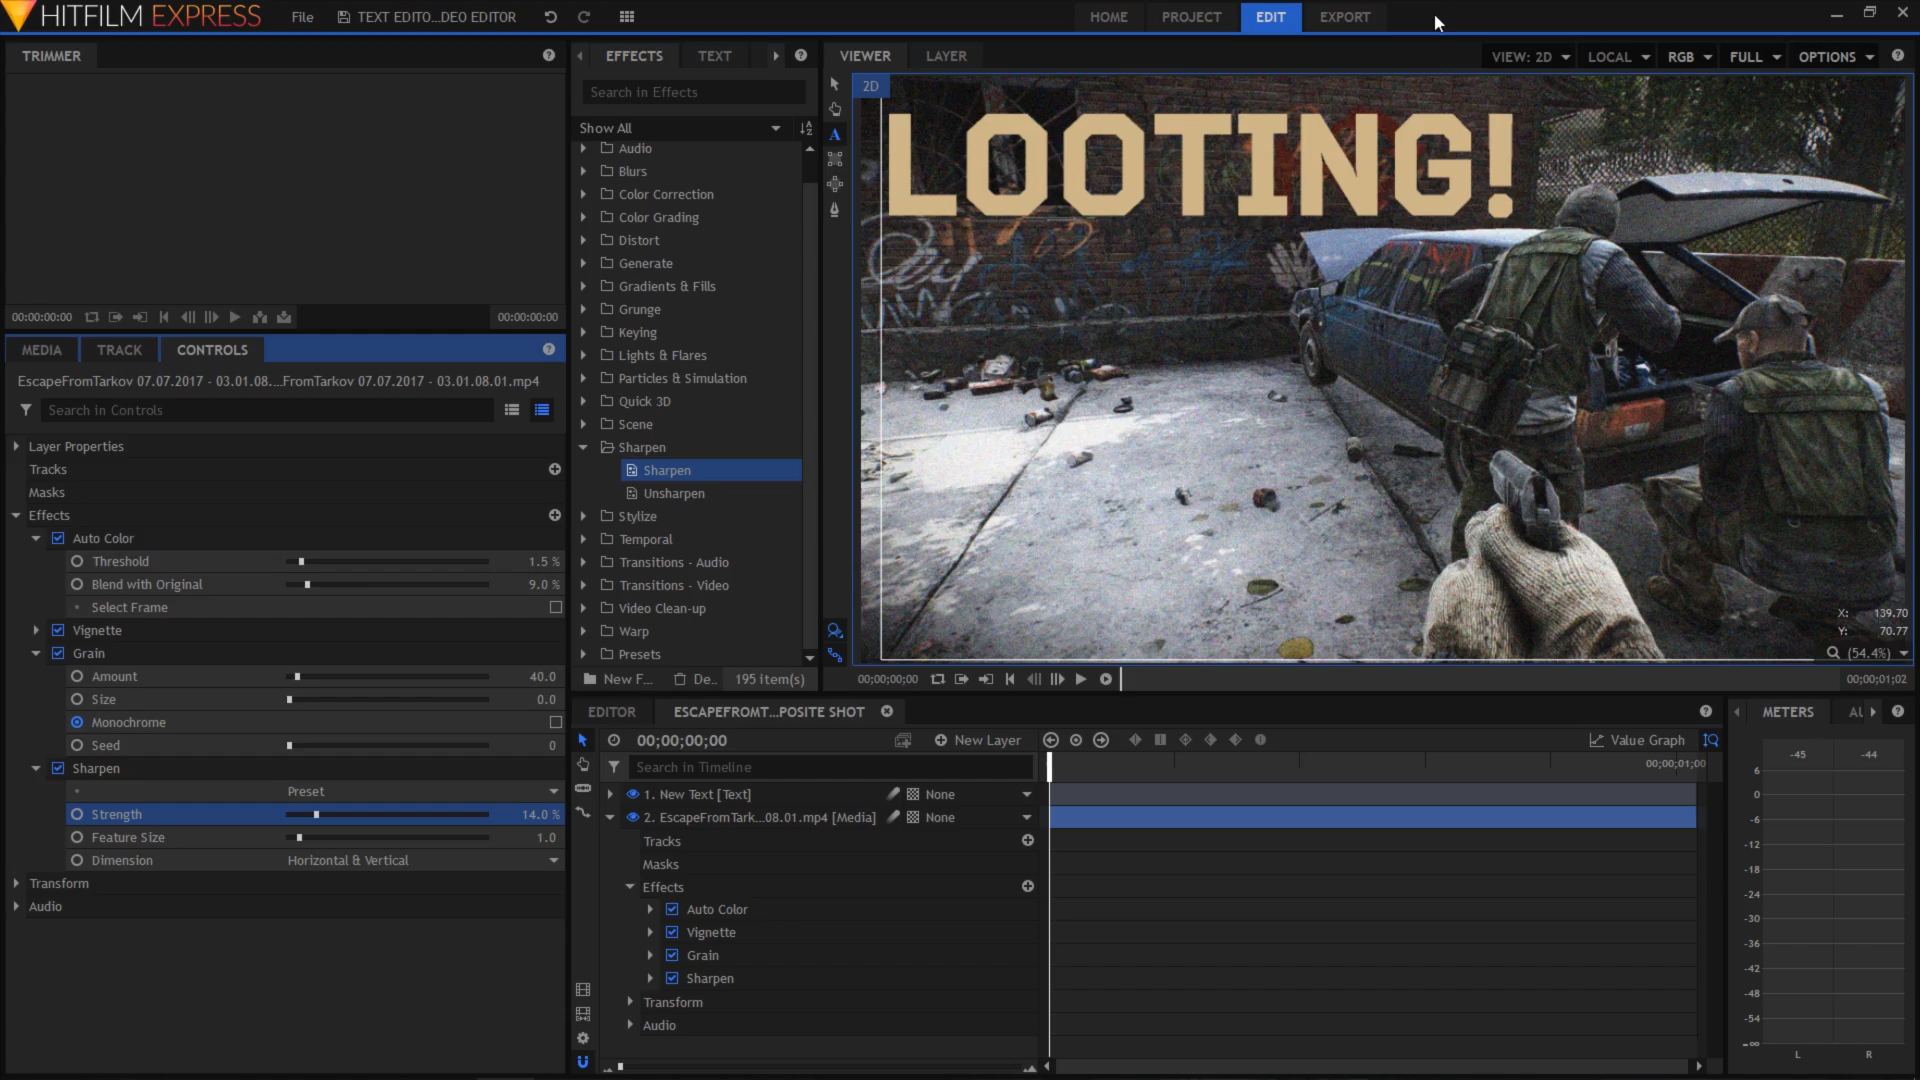 HITFILM EXPRESS
File
TEXT EDITO...DEO EDITOR
HOME
PROJECT
EDIT
EXPORT
TRIMMER
00:00:00:00
00:00:00:00
MEDIA
TRACK
CONTROLS
EscapeFromTarkov 07.07.2017 - 03.01.08....FromTarkov 07.07.2017 - 03.01.08.01.mp4
Search in Controls
Layer Properties
Tracks
Masks
Effects
Auto Color
Threshold 1.5 %
Blend with Original 9.0 %
Select Frame
Vignette
Grain
Amount 40.0
Size 0.0
Monochrome
Seed 0
Sharpen
Preset
Strength 14.0 %
Feature Size 1.0
Dimension Horizontal & Vertical
Transform
Audio
EFFECTS
TEXT
Search in Effects
Show All
Audio
Blurs
Color Correction
Color Grading
Distort
Generate
Gradients & Fills
Grunge
Keying
Lights & Flares
Particles & Simulation
Quick 3D
Scene
Sharpen
Sharpen
Unsharpen
Stylize
Temporal
Transitions - Audio
Transitions - Video
Video Clean-up
Warp
Presets
New F...
De...
195 item(s)
VIEWER
LAYER
VIEW: 2D
LOCAL
RGB
FULL
OPTIONS
2D
A
LOOTING!
X: 139.70
Y: 70.77
(54.4%)
00;00;00;00
00;00;01;02
EDITOR
ESCAPEFROMT...POSITE SHOT
00;00;00;00
New Layer
Value Graph
Search in Timeline
00;00;01;00
1. New Text [Text]
None
2. EscapeFromTark...08.01.mp4 [Media]
None
Tracks
Masks
Effects
Auto Color
Vignette
Grain
Sharpen
Transform
Audio
METERS
AU
-45
-44
6
0
-6
-12
-18
-24
-30
-36
-42
-48
-54
-∞
L
R